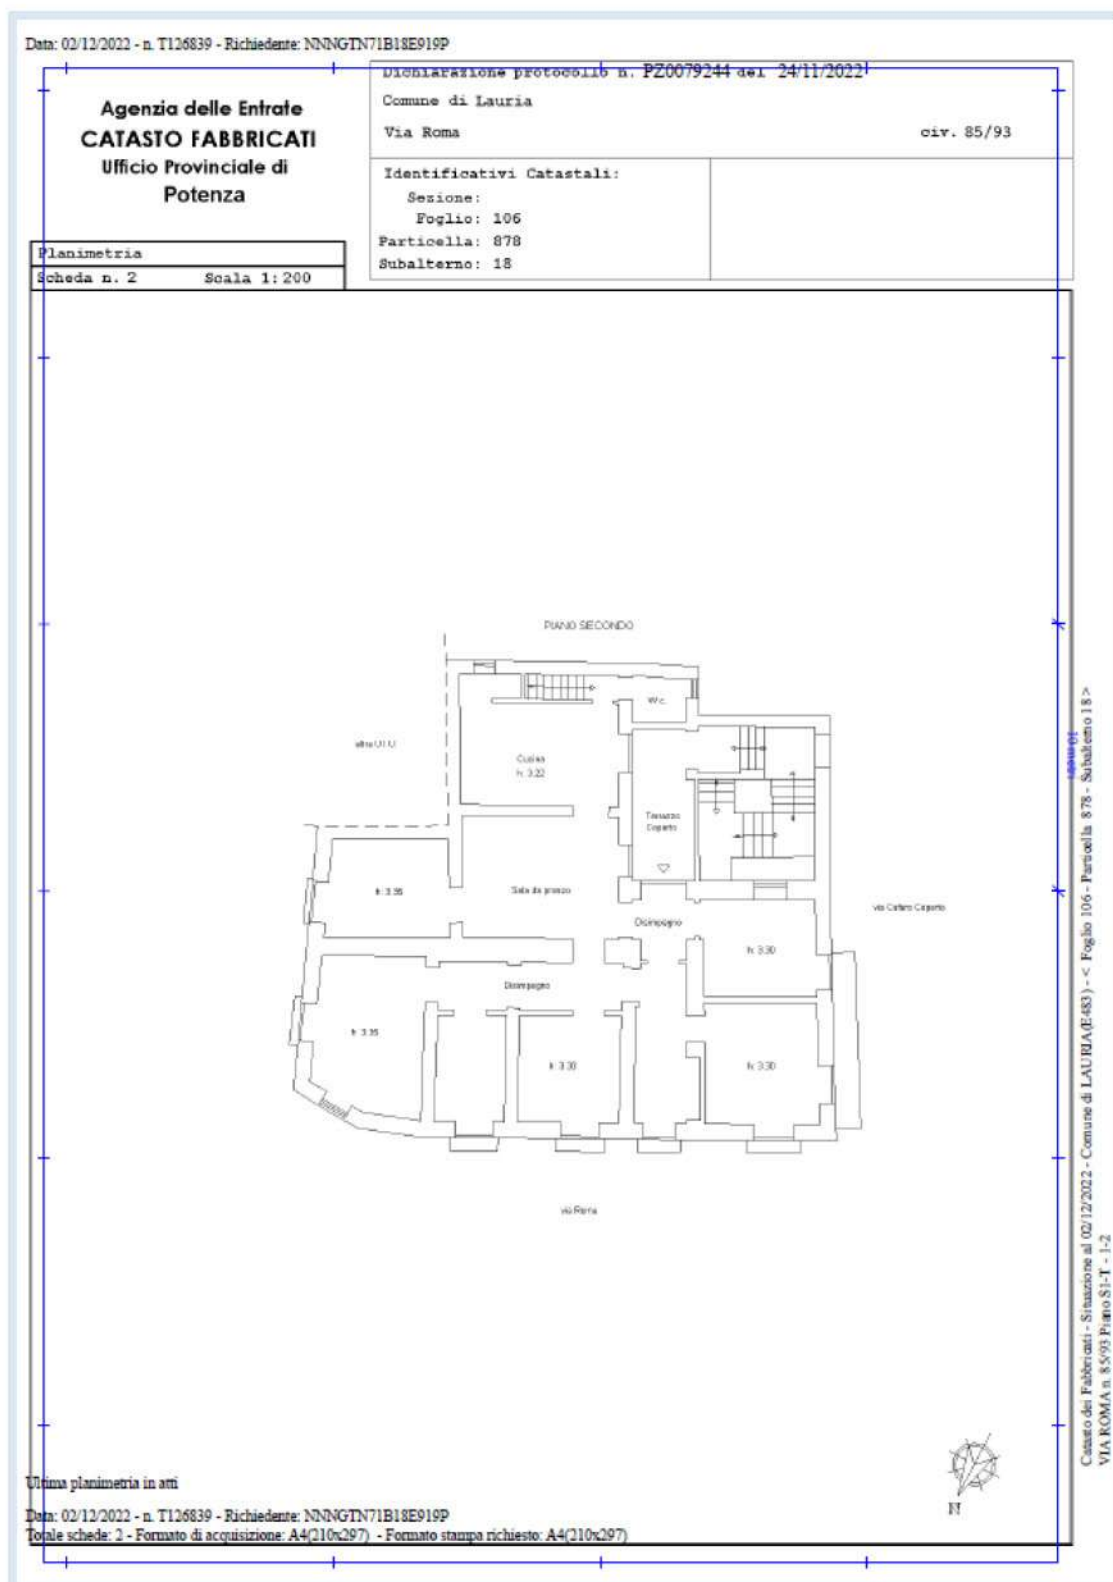 Data: 02/12/2022 - n. T126839 - Richiedente: NNNGTN71B18E919P
Agenzia delle Entrate
CATASTO FABBRICATI
Ufficio Provinciale di
Potenza
Dichiarazione protocollo n. PZ0079244 del 24/11/2022
Comune di Lauria
Via Roma civ. 85/93
Identificativi Catastali:
Sezione:
Foglio: 106
Particella: 878
Subalterno: 18
Planimetria
Scheda n. 2 Scala 1:200
PIANO SECONDO
W.c.
altra U.I.U.
Cucina
h: 3.22
Terrazzo
Coperto
h: 3.35
Sala da pranzo
via Cafaro Caporto
Disimpegno
h: 3.30
Disimpegno
h: 3.35
h: 3.30
h: 3.30
via Roma
10 metri
Catasto dei Fabbricati - Situazione al 02/12/2022 - Comune di LAURIA(E483) - < Foglio 106 - Particella 878 - Subalterno 18 >
VIA ROMA n. 85/93 Piano S1-T - 1-2
N
Ultima planimetria in atti
Data: 02/12/2022 - n. T126839 - Richiedente: NNNGTN71B18E919P
Totale schede: 2 - Formato di acquisizione: A4(210x297) - Formato stampa richiesto: A4(210x297)